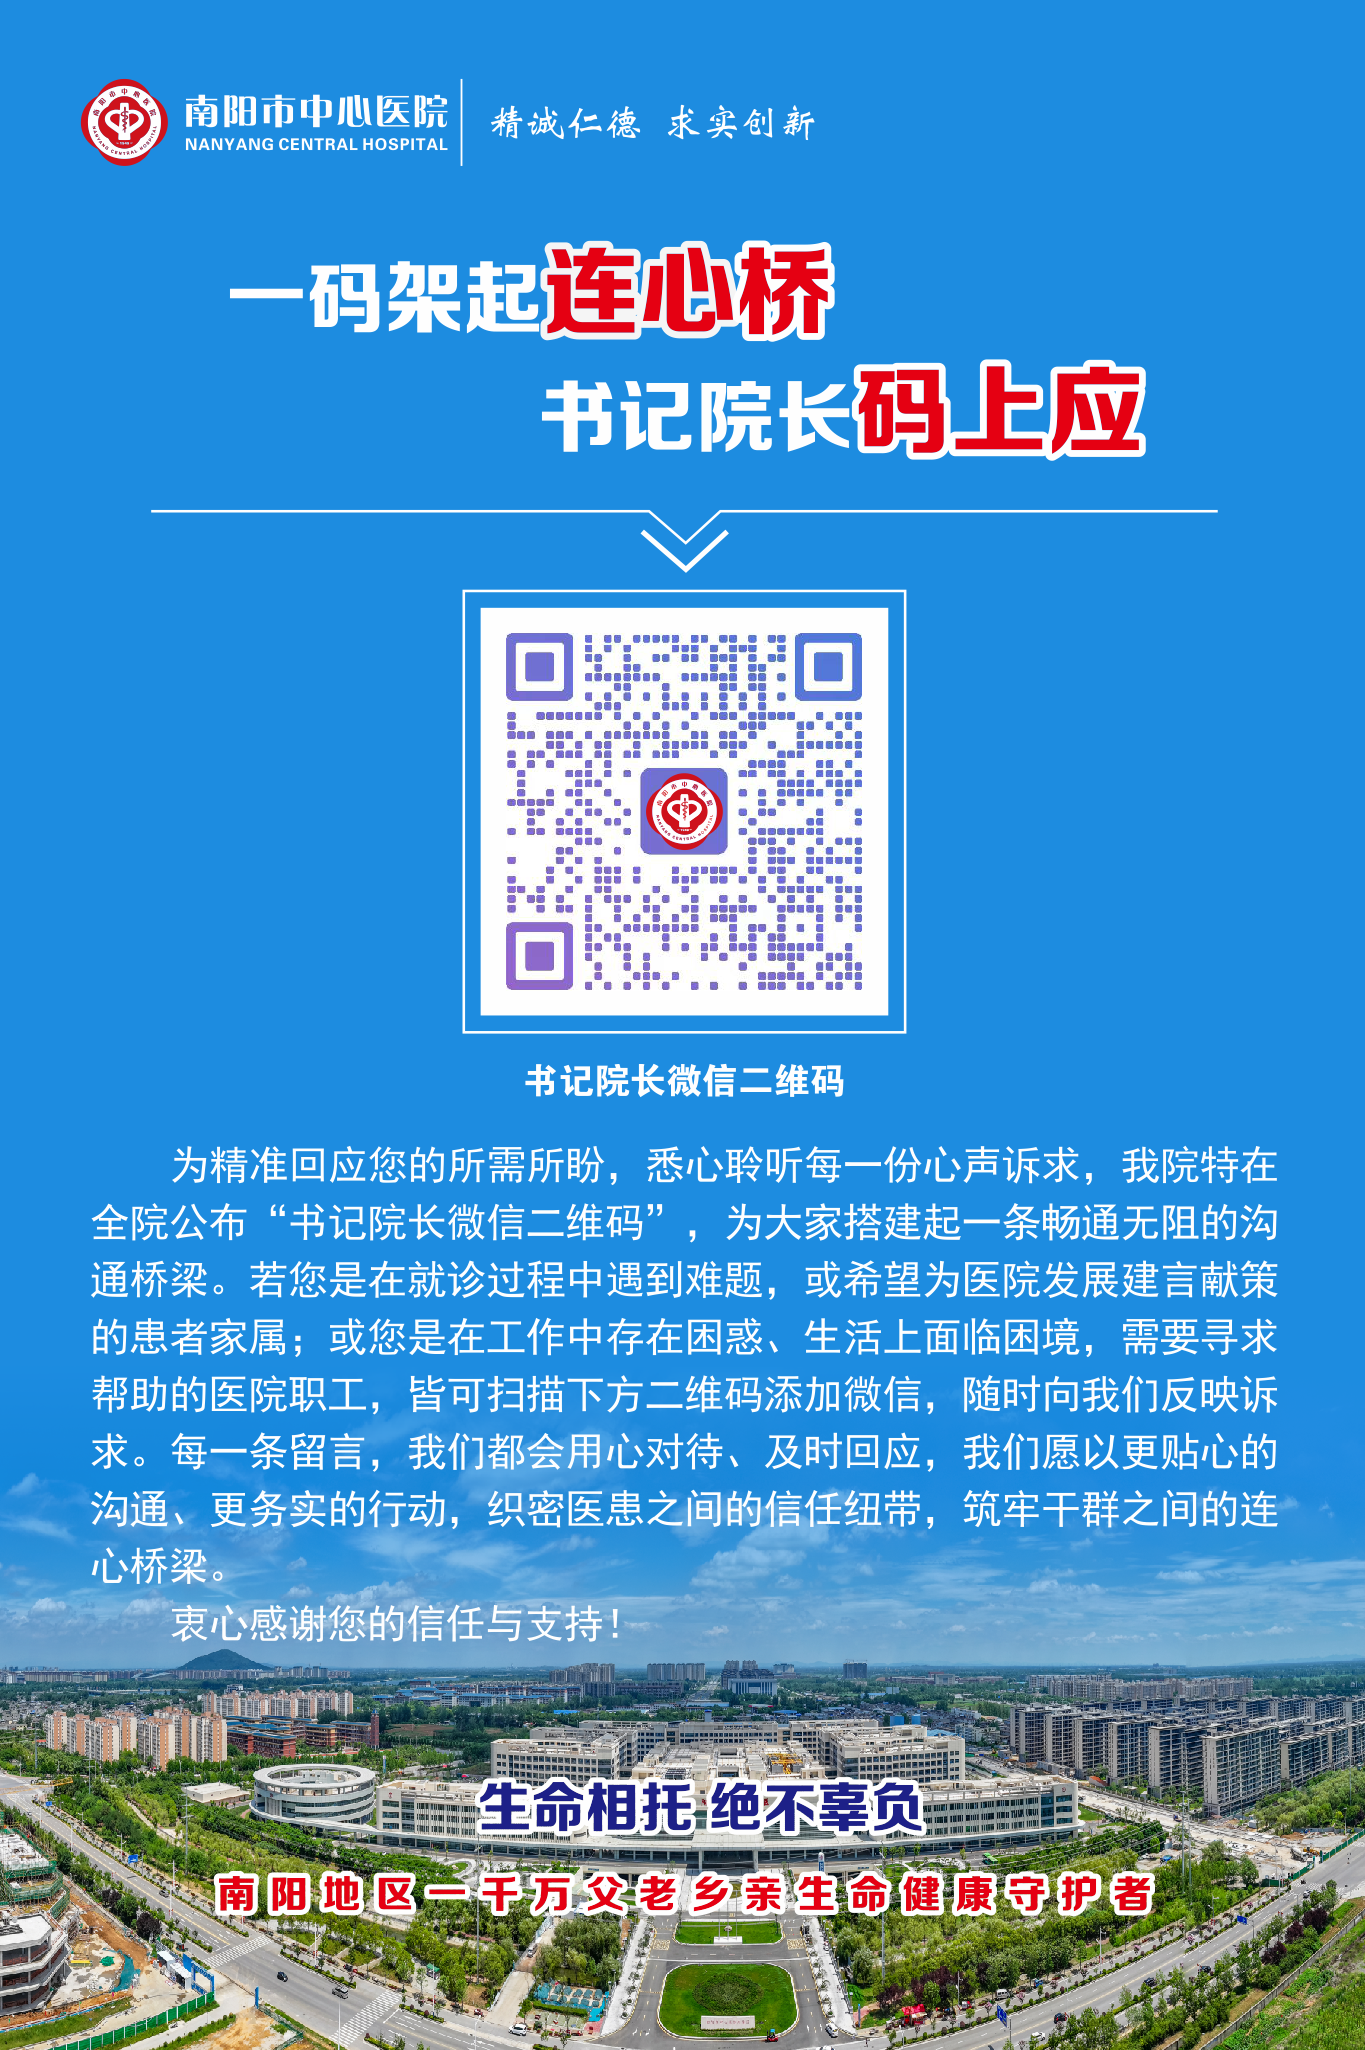 南阳市中心医院
NANYANG CENTRAL HOSPITAL
精诚仁德 求实创新
一码架起连心桥
书记院长码上应
南阳市中心医院
NANYANG CENTRAL HOSPITAL
书记院长微信二维码
为精准回应您的所需所盼，悉心聆听每一份心声诉求，我院特在
全院公布“书记院长微信二维码”，为大家搭建起一条畅通无阻的沟
通桥梁。若您是在就诊过程中遇到难题，或希望为医院发展建言献策
的患者家属；或您是在工作中存在困惑、生活上面临困境，需要寻求
帮助的医院职工，皆可扫描下方二维码添加微信，随时向我们反映诉
求。每一条留言，我们都会用心对待、及时回应，我们愿以更贴心的
沟通、更务实的行动，织密医患之间的信任纽带，筑牢干群之间的连
心桥梁。
衷心感谢您的信任与支持！
生命相托 绝不辜负
南阳地区一千万父老乡亲生命健康守护者